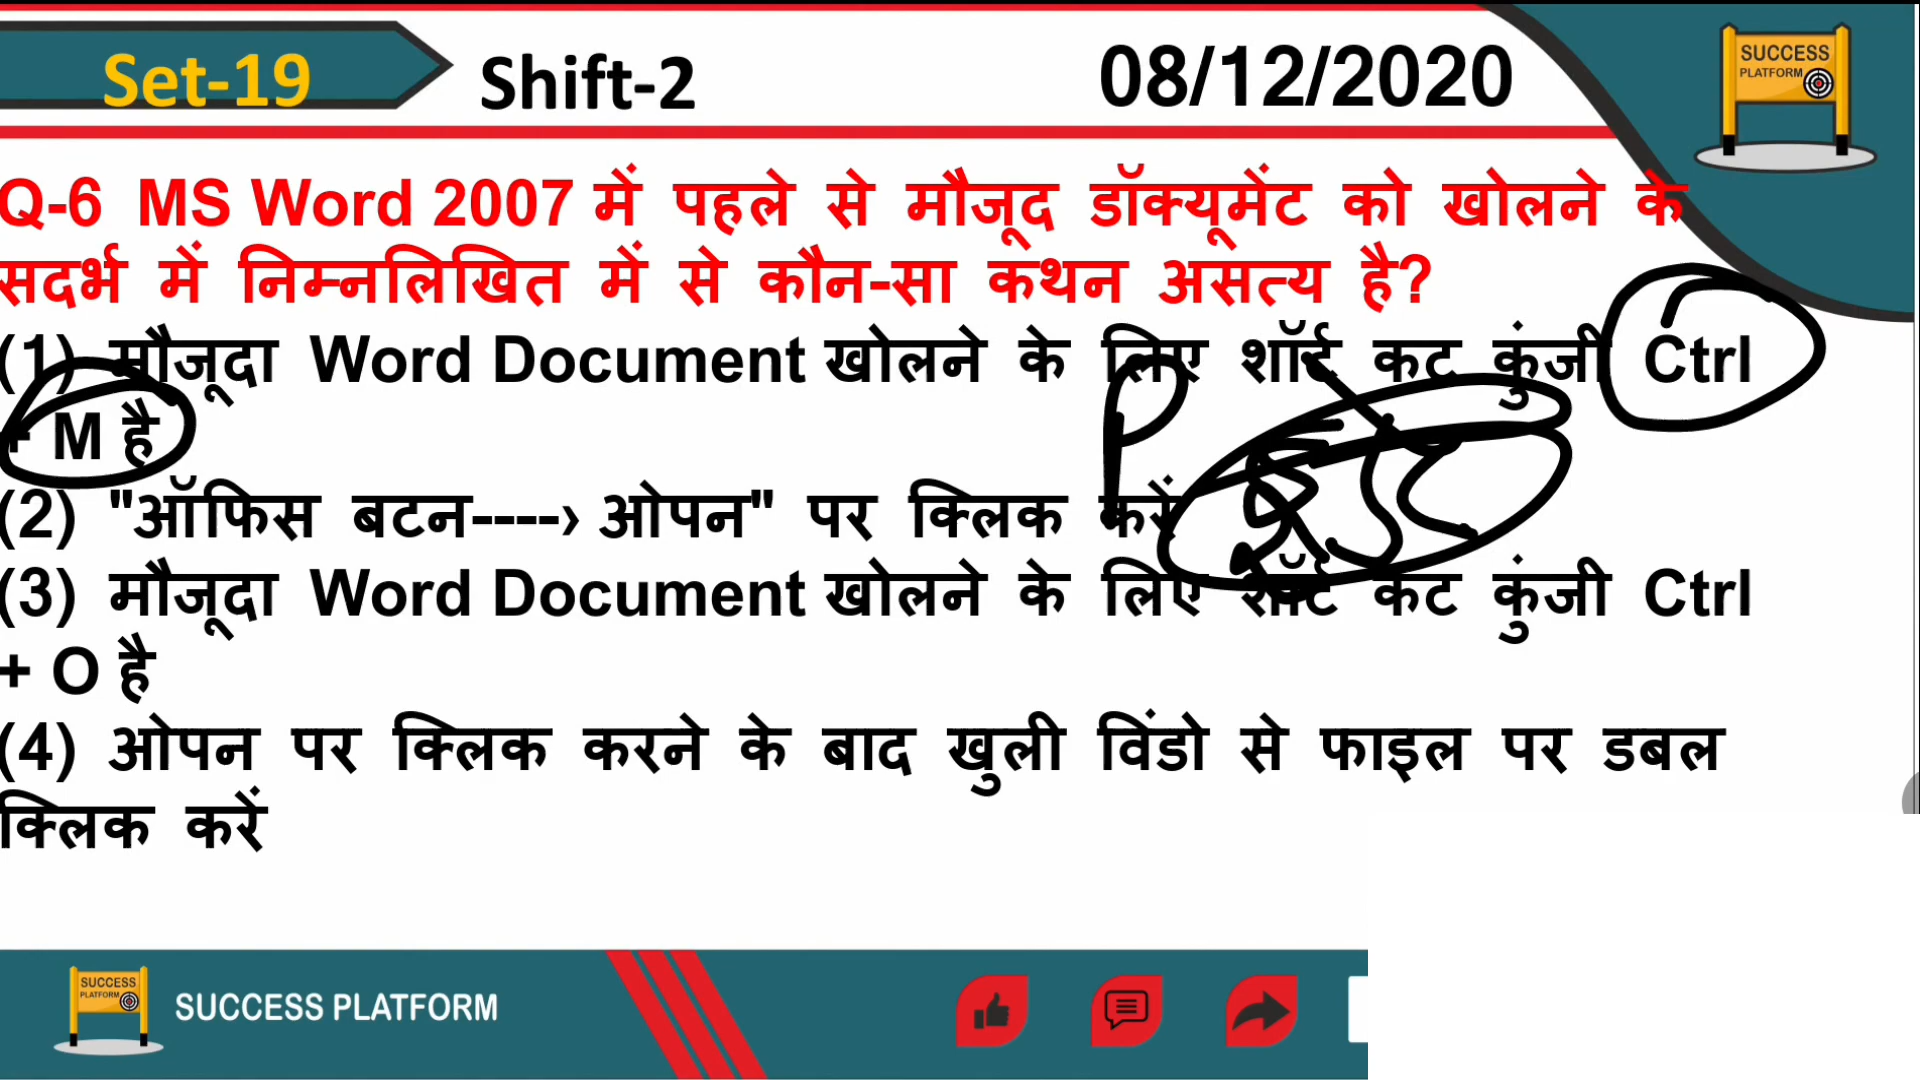 Set-19
Shift-2
08/12/2020
SUCCESS
PLATFORM
Q-6 MS Word 2007 में पहले से मौजूद डॉक्यूमेंट को खोलने के
सदर्भ में निम्नलिखित में से कौन-सा कथन असत्य है?
(1) मौजूदा Word Document खोलने के लिए शॉर्ट कट कुंजी Ctrl
+ M है
(2) "ऑफिस बटन----› ओपन" पर क्लिक करें
(3) मौजूदा Word Document खोलने के लिए शॉर्ट कट कुंजी Ctrl
+ O है
(4) ओपन पर क्लिक करने के बाद खुली विंडो से फाइल पर डबल
क्लिक करें
SUCCESS
PLATFORM
SUCCESS PLATFORM